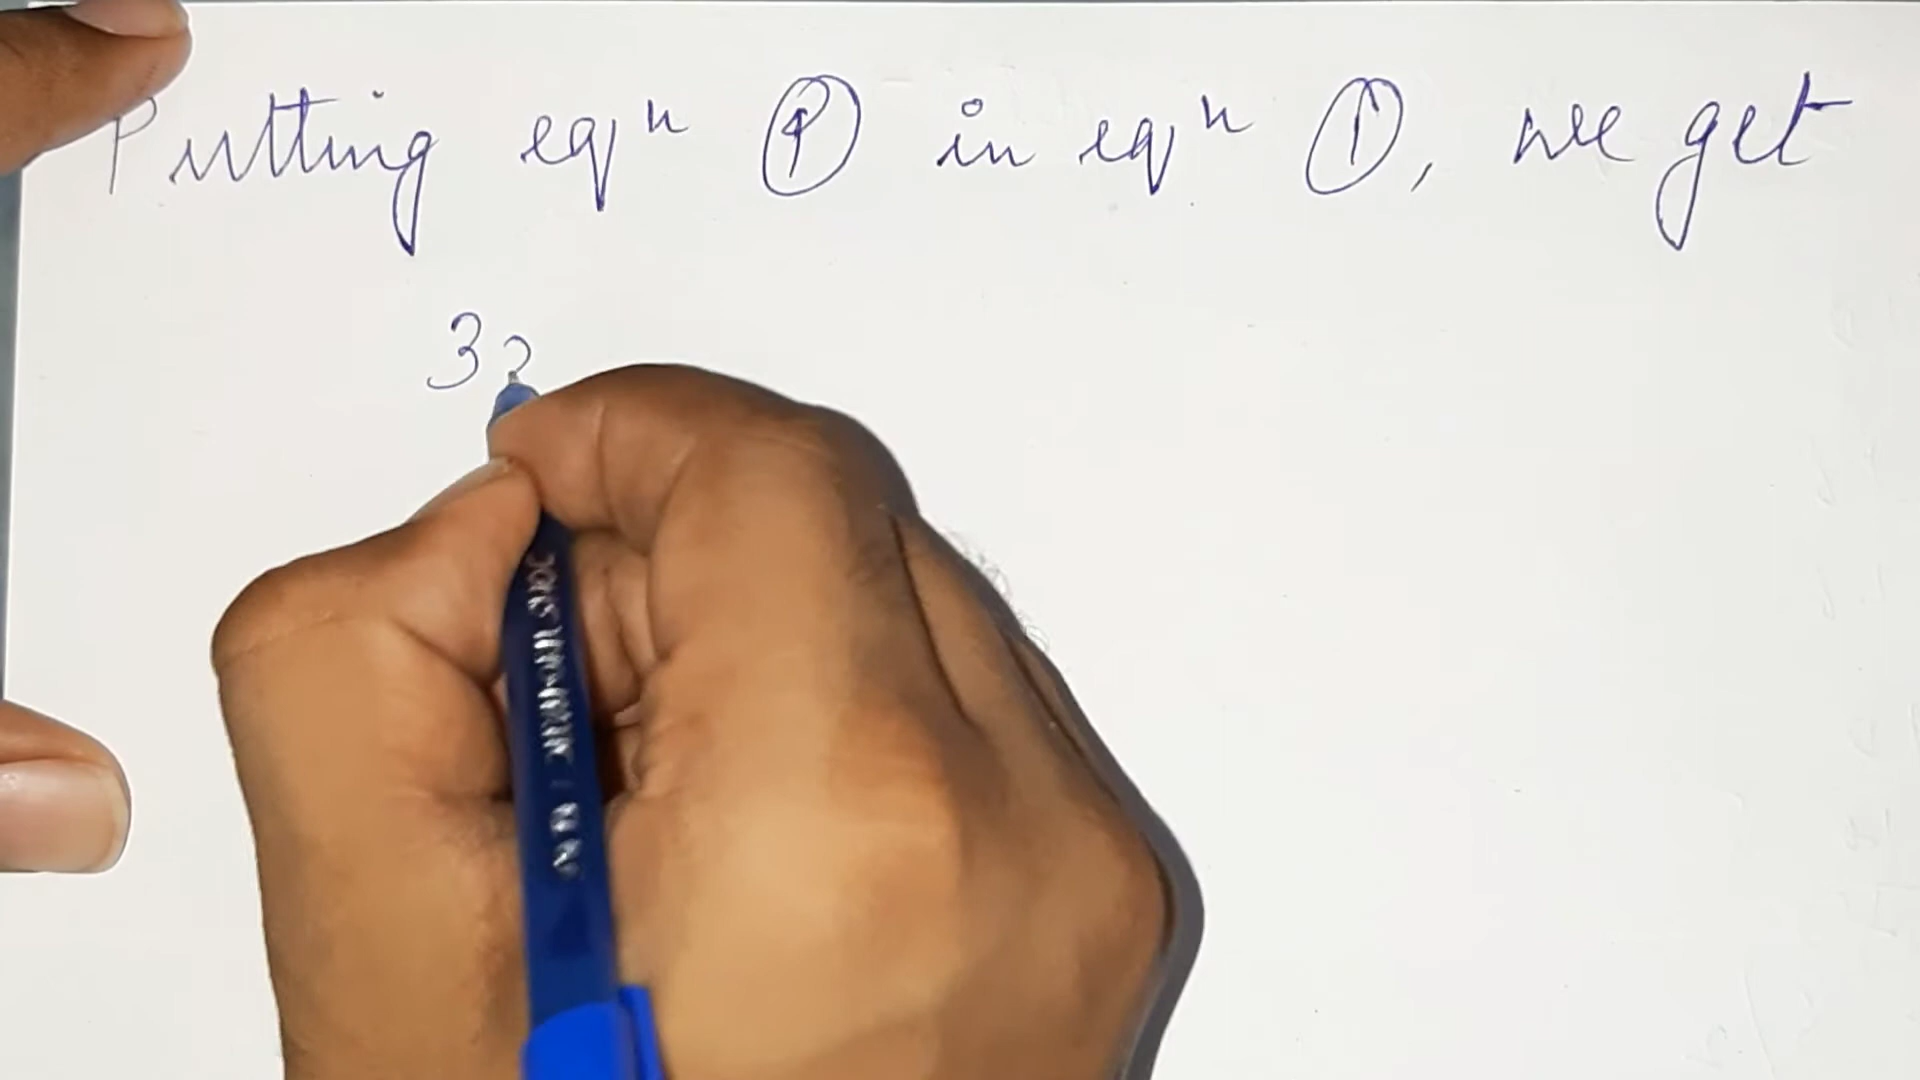 Putting eqⁿ ④ in eqⁿ ①, we get
3